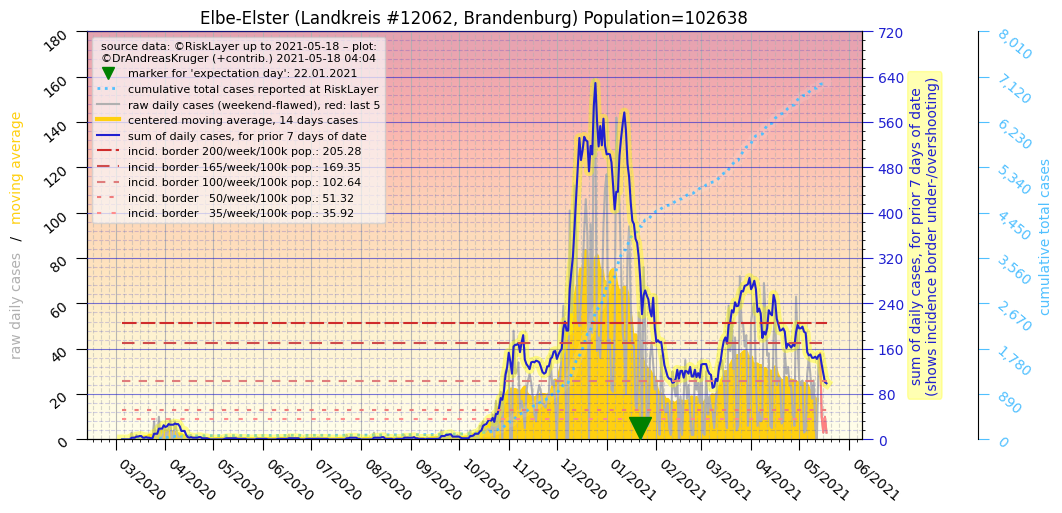 Elbe-Elster (Landkreis #12062, Brandenburg) Population=102638
source data: ©RiskLayer up to 2021-05-18 – plot:
©DrAndreasKruger (+contrib.) 2021-05-18 04:04
marker for 'expectation day': 22.01.2021
cumulative total cases reported at RiskLayer
raw daily cases (weekend-flawed), red: last 5
centered moving average, 14 days cases
sum of daily cases, for prior 7 days of date
incid. border 200/week/100k pop.: 205.28
incid. border 165/week/100k pop.: 169.35
incid. border 100/week/100k pop.: 102.64
incid. border   50/week/100k pop.: 51.32
incid. border   35/week/100k pop.: 35.92
raw daily cases  /  moving average
180
160
140
120
100
80
60
40
20
0
03/2020
04/2020
05/2020
06/2020
07/2020
08/2020
09/2020
10/2020
11/2020
12/2020
01/2021
02/2021
03/2021
04/2021
05/2021
06/2021
720
640
560
480
400
320
240
160
80
0
sum of daily cases, for prior 7 days of date
(shows incidence border under-/overshooting)
8,010
7,120
6,230
5,340
4,450
3,560
2,670
1,780
890
0
cumulative total cases